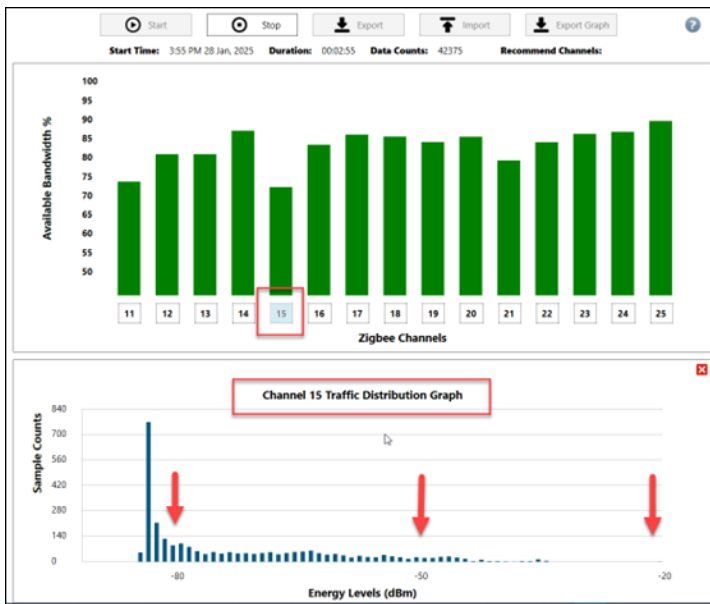 Start Stop Export Import Export Graph ?
Start Time: 3:55 PM 28 Jan, 2025 Duration: 00:02:55 Data Counts: 42375 Recommend Channels:
Available Bandwidth %
100
95
90
85
80
75
70
65
60
55
50
11 12 13 14 15 16 17 18 19 20 21 22 23 24 25
Zigbee Channels
Channel 15 Traffic Distribution Graph
Sample Counts
840
700
560
420
280
140
0
-80 -50 -20
Energy Levels (dBm)